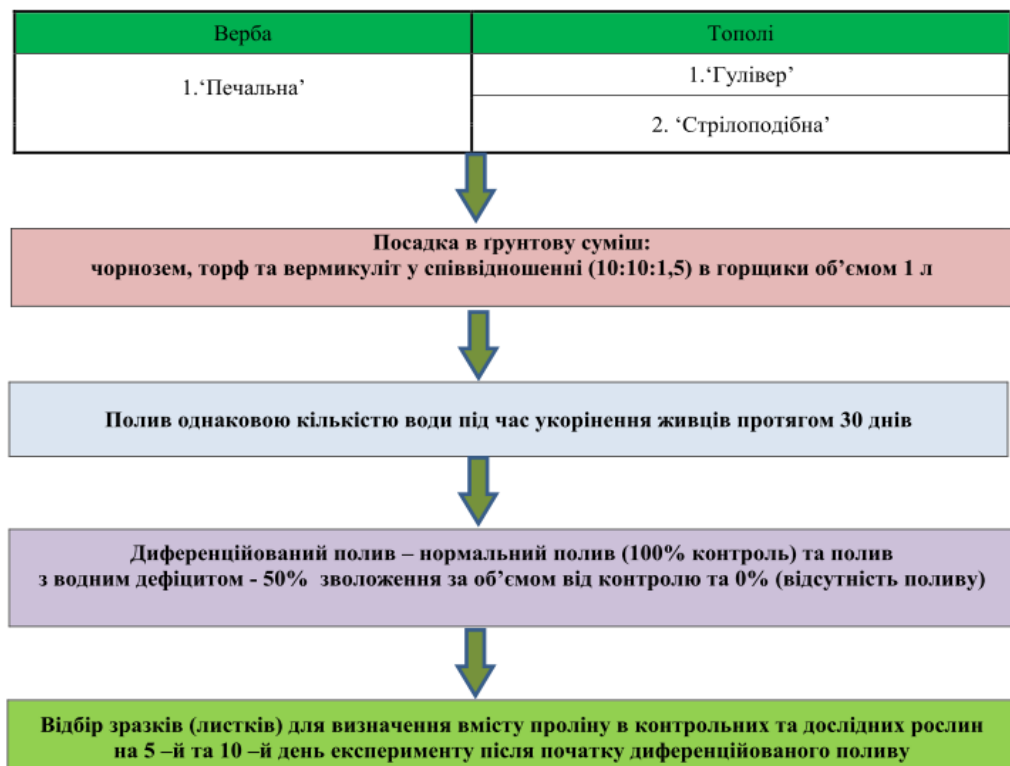 Верба
Тополі
1.‘Печальна’
1.‘Гулівер’
2. ‘Стрілоподібна’
Посадка в ґрунтову суміш:
чорнозем, торф та вермикуліт у співвідношенні (10:10:1,5) в горщики об’ємом 1 л
Полив однаковою кількістю води під час укорінення живців протягом 30 днів
Диференційований полив – нормальний полив (100% контроль) та полив
з водним дефіцитом - 50% зволоження за об’ємом від контролю та 0% (відсутність поливу)
Відбір зразків (листків) для визначення вмісту проліну в контрольних та дослідних рослин
на 5 –й та 10 –й день експерименту після початку диференційованого поливу